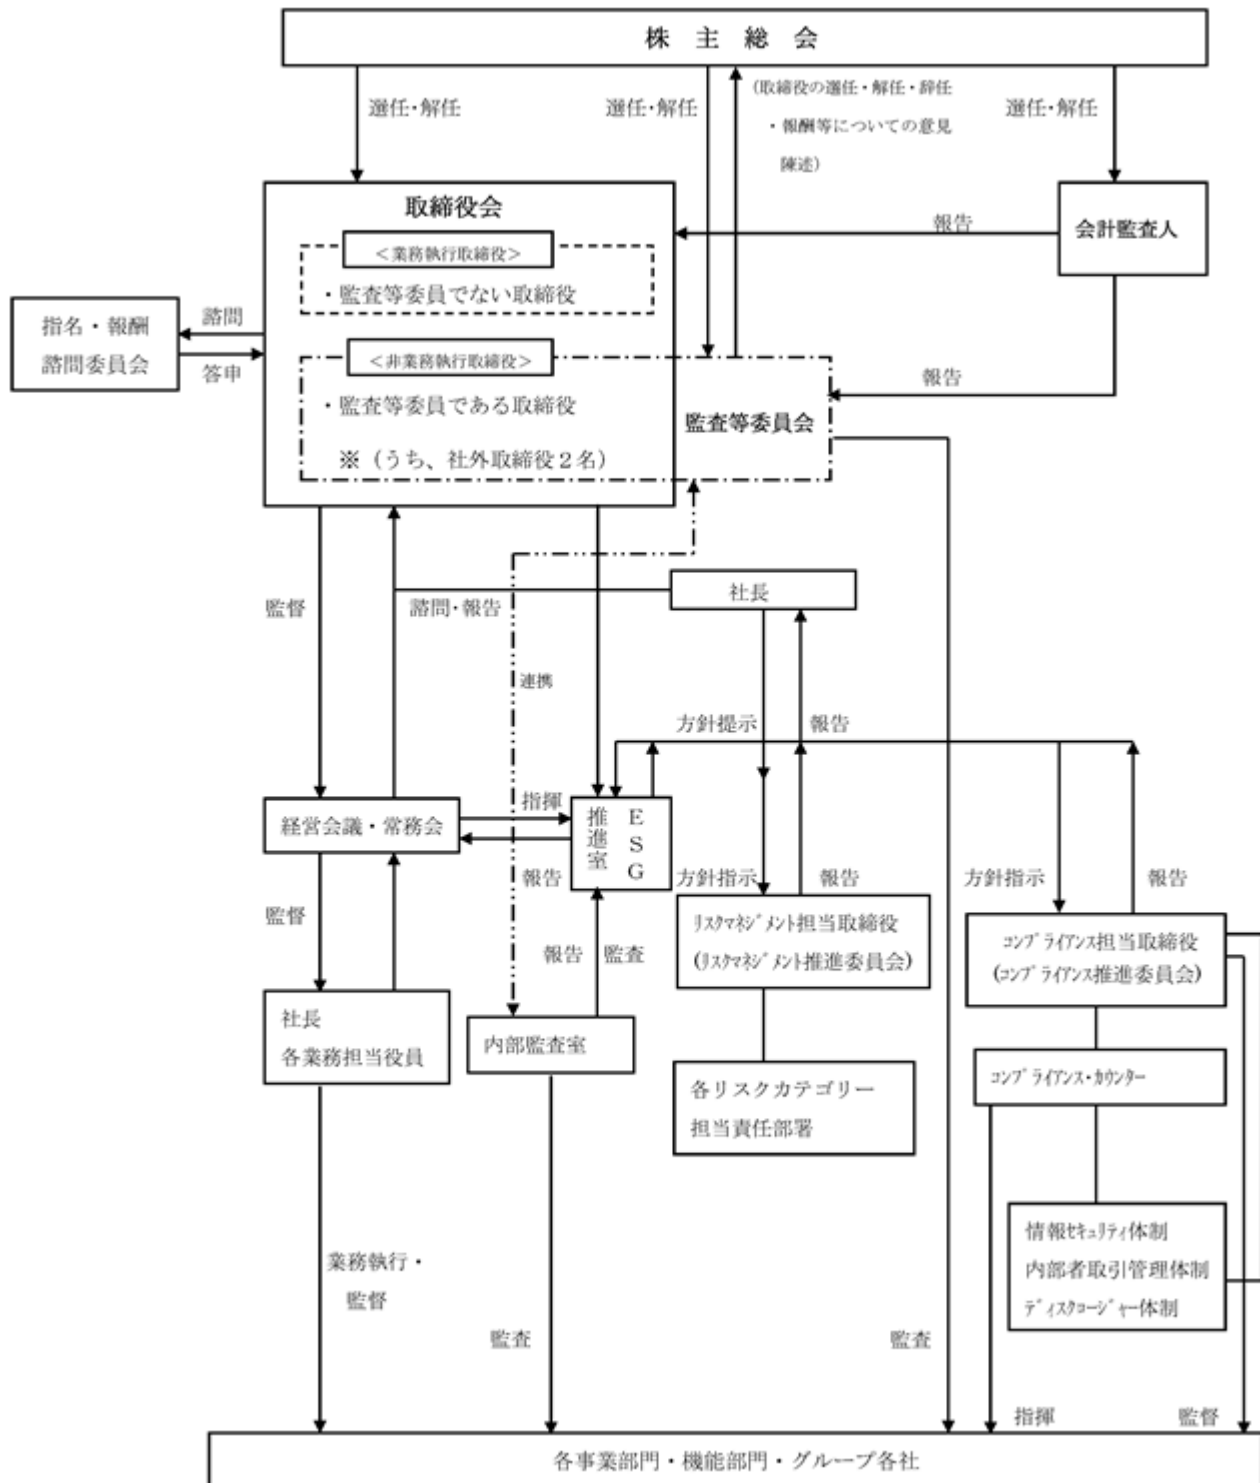 株 主 総 会
選任・解任
選任・解任
(取締役の選任・解任・辞任
・報酬等についての意見
陳述)
選任・解任
取締役会
＜業務執行取締役＞
・監査等委員でない取締役
会計監査人
報告
指名・報酬
諮問委員会
諮問
答申
＜非業務執行取締役＞
・監査等委員である取締役
※（うち、社外取締役２名）
監査等委員会
報告
社長
監督
諮問・報告
連携
方針提示
報告
経営会議・常務会
指揮
報告
ＥＳＧ
推進室
方針指示
報告
方針指示
報告
監督
報告
監査
ﾘｽｸﾏﾈｼﾞﾒﾝﾄ担当取締役
(ﾘｽｸﾏﾈｼﾞﾒﾝﾄ推進委員会)
ｺﾝﾌﾟﾗｲｱﾝｽ担当取締役
(ｺﾝﾌﾟﾗｲｱﾝｽ推進委員会)
社長
各業務担当役員
内部監査室
各リスクカテゴリー
担当責任部署
ｺﾝﾌﾟﾗｲｱﾝｽ・ｶｳﾝﾀｰ
情報ｾｷｭﾘﾃｨ体制
内部者取引管理体制
ﾃﾞｨｽｸﾛｰｼﾞｬｰ体制
業務執行・
監督
監査
監査
指揮
監督
各事業部門・機能部門・グループ各社